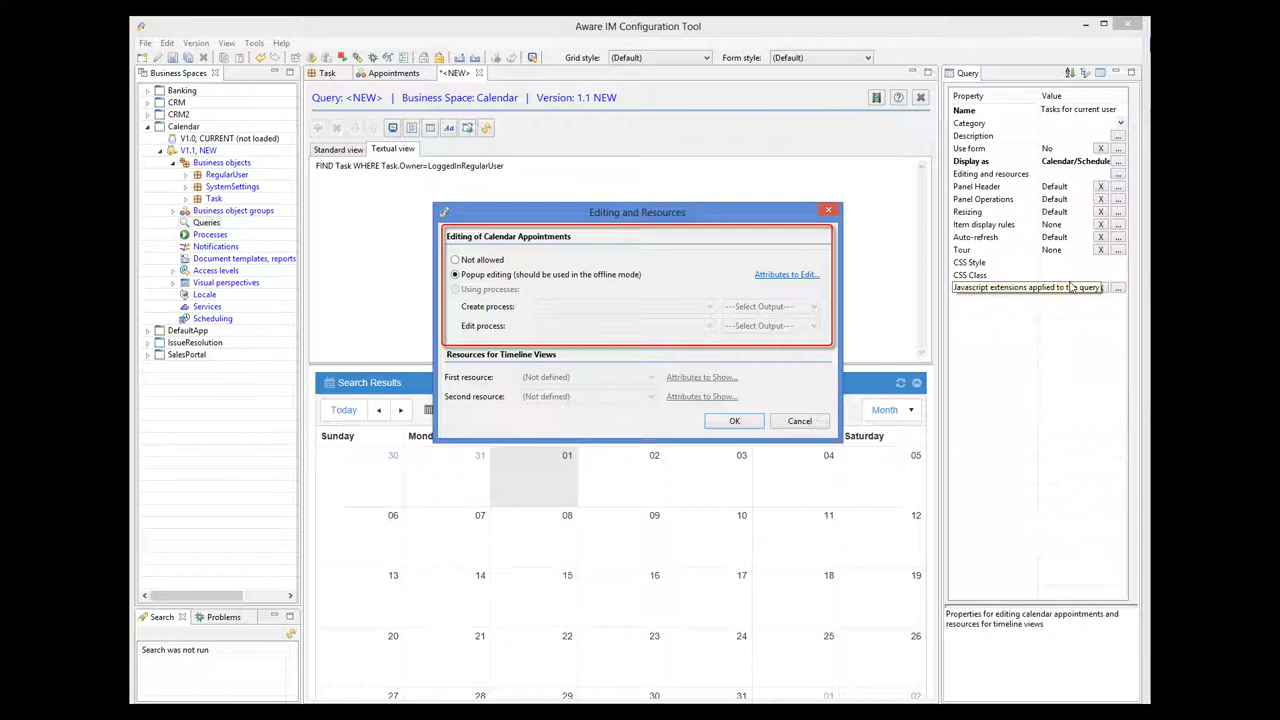 Aware IM Configuration Tool
File Edit Version View Tools Help
Grid style: (Default) Form style: (Default)
Business Spaces
Banking
CRM
CRM2
Calendar
V1.0, CURRENT (not loaded)
V1.1, NEW
Business objects
RegularUser
SystemSettings
Task
Business object groups
Queries
Processes
Notifications
Document templates, reports
Access levels
Visual perspectives
Locale
Services
Scheduling
DefaultApp
IssueResolution
SalesPortal
Search Problems
Search was not run
Task Appointments *<NEW>
Query: <NEW> | Business Space: Calendar | Version: 1.1 NEW
Standard view Textual view
FIND Task WHERE Task.Owner=LoggedInRegularUser
Editing and Resources
Editing of Calendar Appointments
Not allowed
Popup editing (should be used in the offline mode) Attributes to Edit...
Using processes:
Create process: ---Select Output---
Edit process: ---Select Output---
Resources for Timeline Views
First resource: (Not defined) Attributes to Show...
Second resource: (Not defined) Attributes to Show...
OK Cancel
Search Results
Today Month
Sunday Mond Saturday
30 31 01 02 03 04 05
06 07 08 09 10 11 12
13 14 15 16 17 18 19
20 21 22 23 24 25 26
27 28 29 30 31 01 02
Query
Property Value
Name Tasks for current user
Category
Description ...
Use form No X ...
Display as Calendar/Schedule ...
Editing and resources ...
Panel Header Default X ...
Panel Operations Default X ...
Resizing Default X ...
Item display rules None X ...
Auto-refresh Default X ...
Tour None X ...
CSS Style
CSS Class
Javascript extensions applied to the query ...
Properties for editing calendar appointments and
resources for timeline views